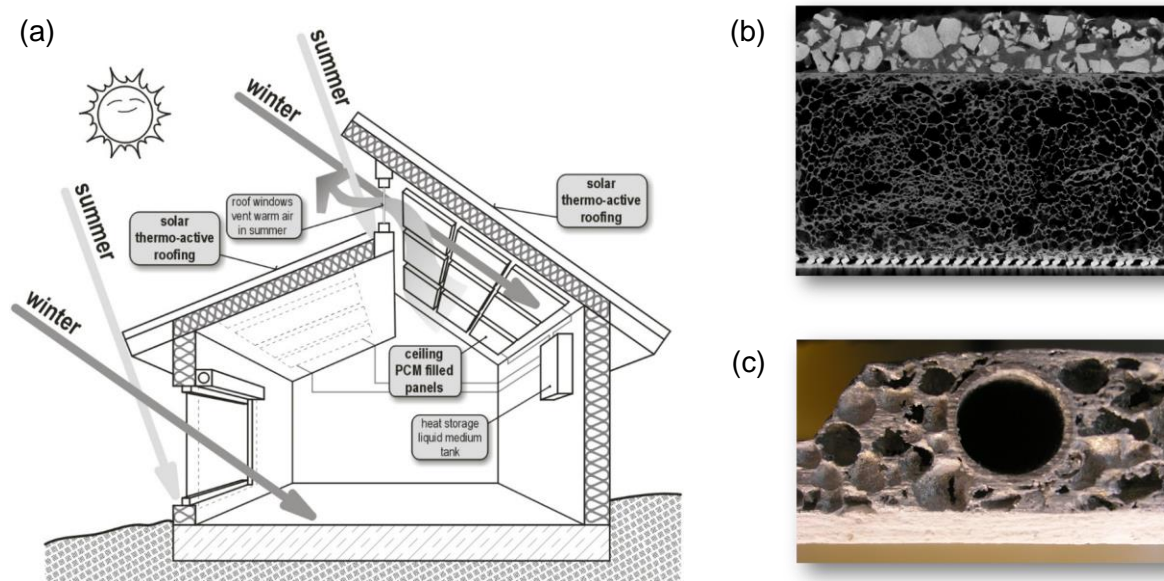 (a)
summer
winter
summer
winter
roof windows
vent warm air
in summer
solar
thermo-active
roofing
solar
thermo-active
roofing
ceiling
PCM filled
panels
heat storage
liquid medium
tank
(b)
(c)